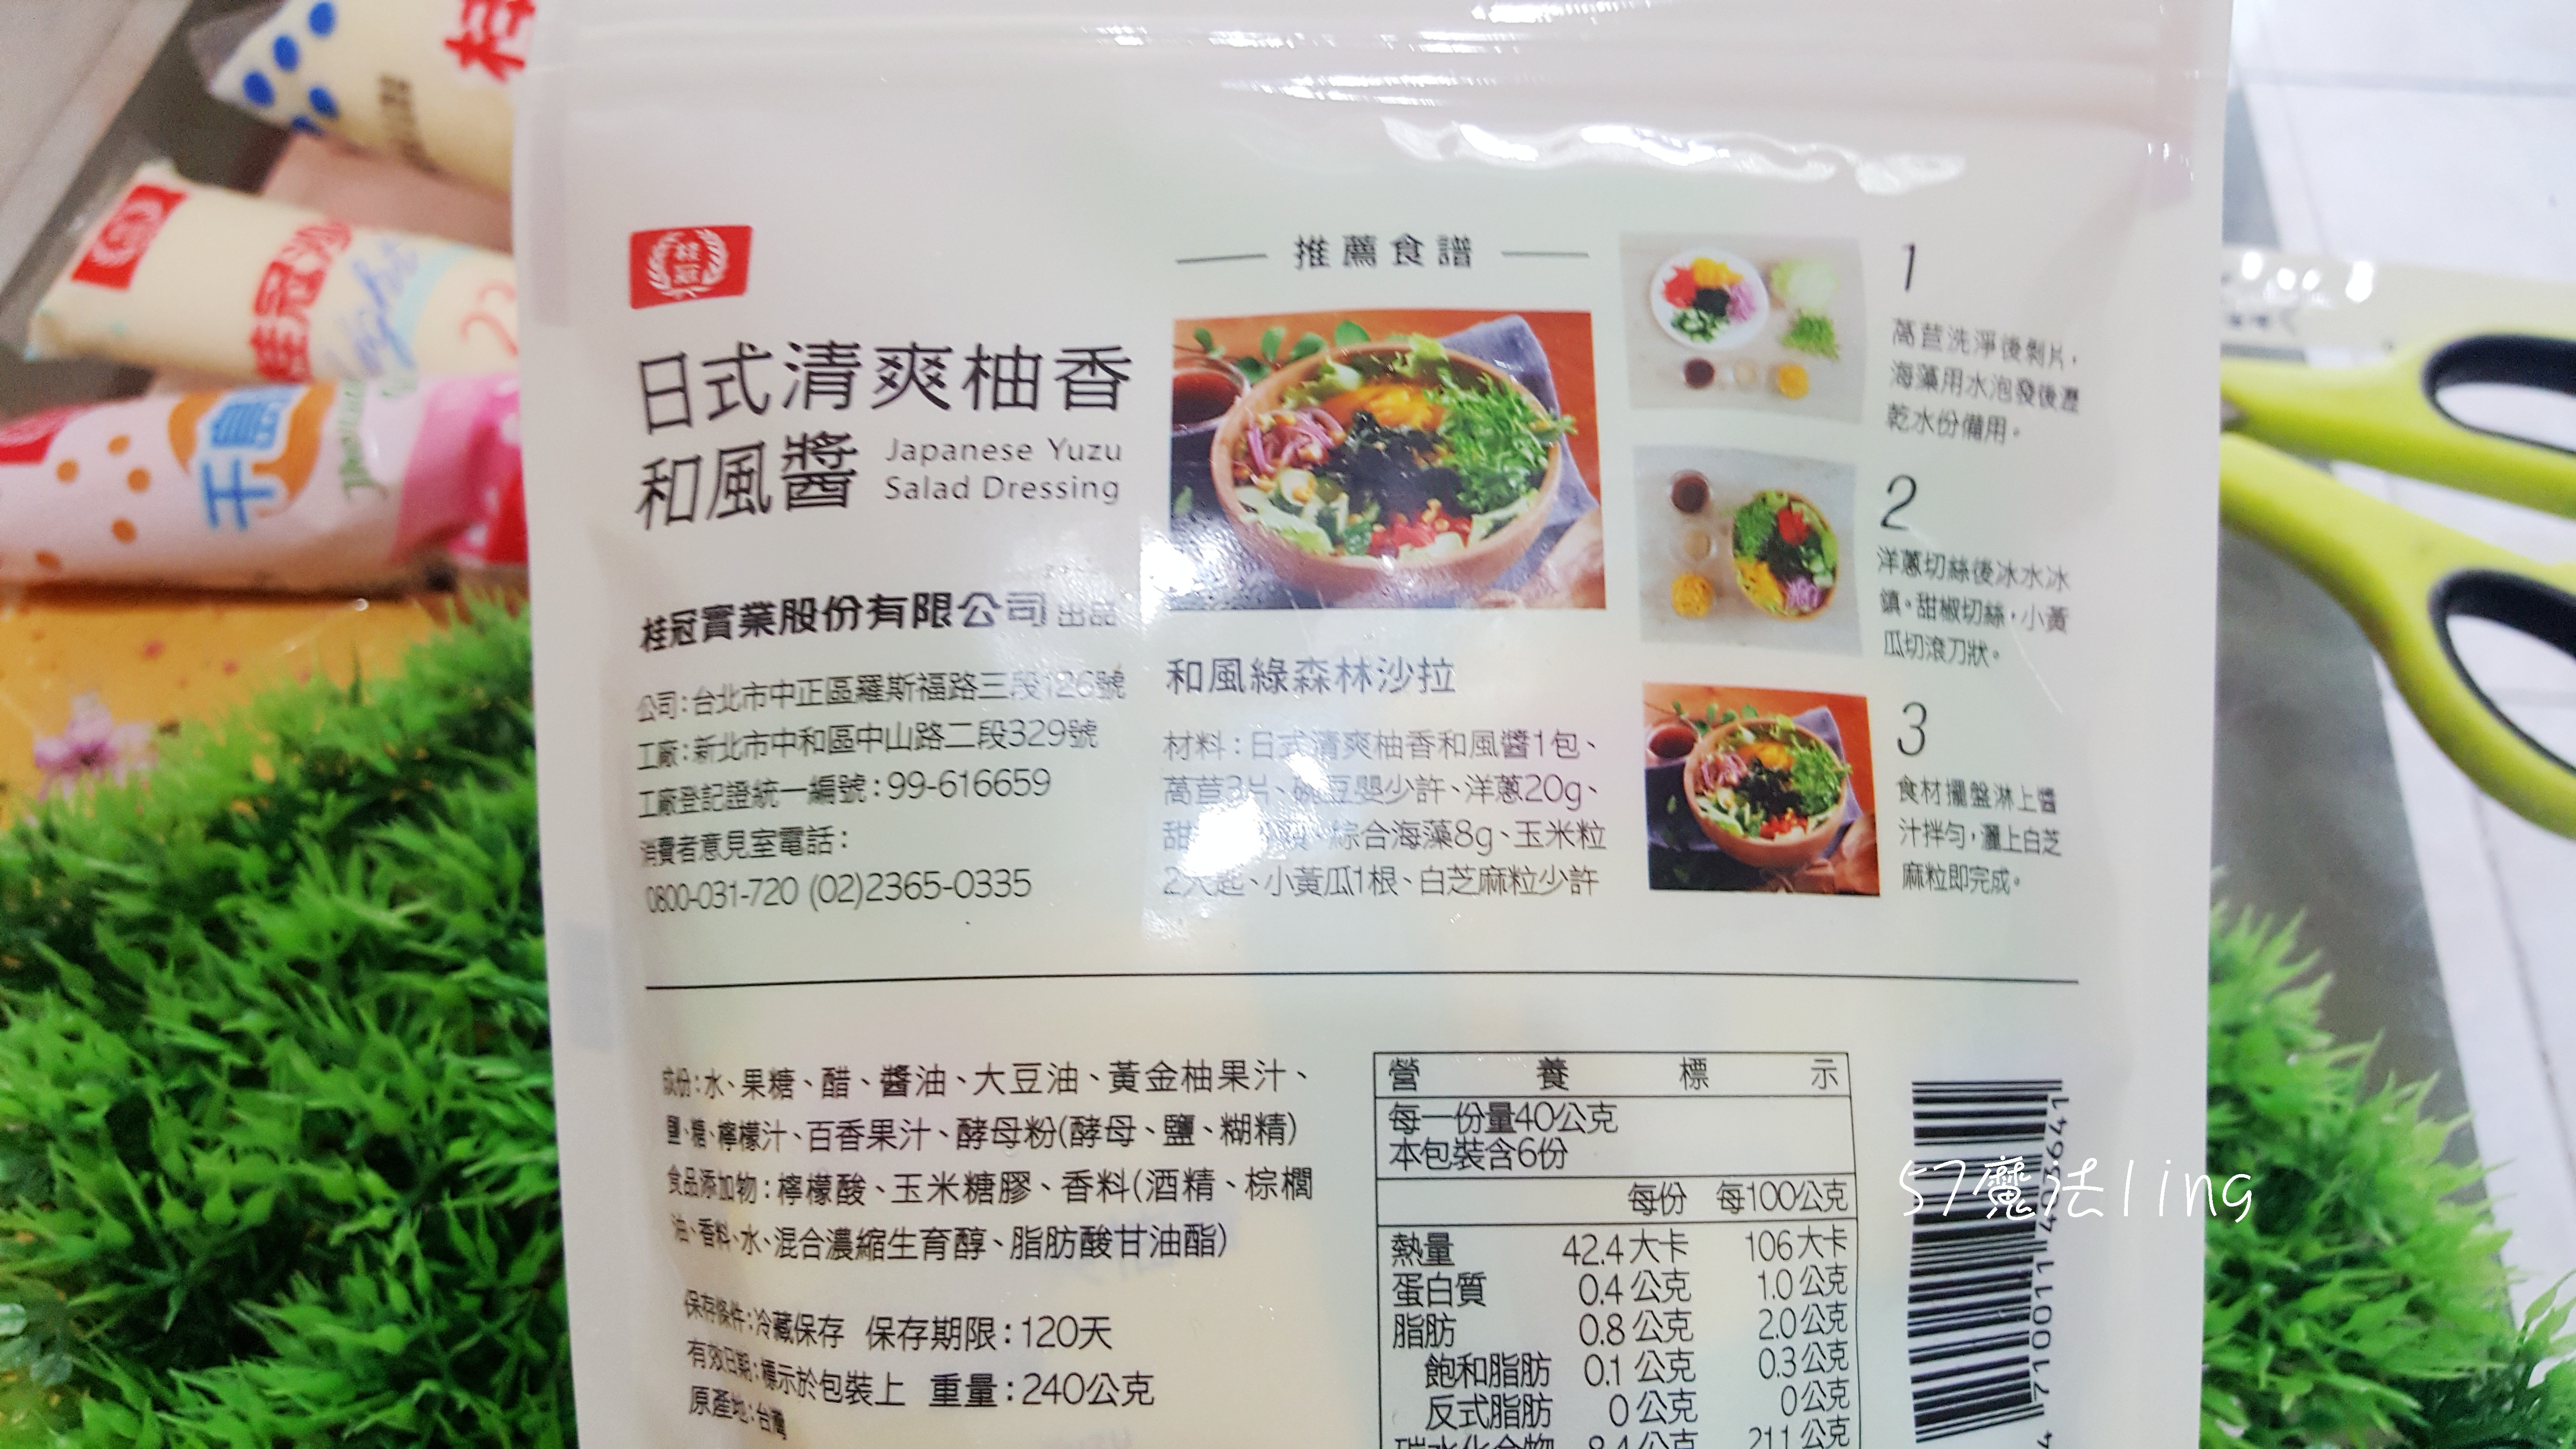 桂冠
日式清爽柚香
和風醬
Japanese Yuzu
Salad Dressing
桂冠實業股份有限公司 出品
公司:台北市中正區羅斯福路三段126號
工廠:新北市中和區中山路二段329號
工廠登記證統一編號:99-616659
消費者意見室電話:
0800-031-720 (02)2365-0335
推薦食譜
和風綠森林沙拉
材料:日式清爽柚香和風醬1包、
萵苣3片、豌豆嬰少許、洋蔥20g、
甜 綜合海藻8g、玉米粒
2大匙、小黃瓜1根、白芝麻粒少許
1
萵苣洗淨後剝片,
海藻用水泡發後瀝
乾水份備用。
2
洋蔥切絲後冰水冰
鎮。甜椒切絲,小黃
瓜切滾刀狀。
3
食材擺盤淋上醬
汁拌勻,灑上白芝
麻粒即完成。
成份:水、果糖、醋、醬油、大豆油、黃金柚果汁、
鹽、糖、檸檬汁、百香果汁、酵母粉(酵母、鹽、糊精)
食品添加物:檸檬酸、玉米糖膠、香料(酒精、棕櫚
油、香料、水、混合濃縮生育醇、脂肪酸甘油酯)
保存條件:冷藏保存 保存期限:120天
有效日期:標示於包裝上 重量:240公克
原產地:台灣
營養標示
每一份量40公克
本包裝含6份
每份 每100公克
熱量 42.4大卡 106大卡
蛋白質 0.4公克 1.0公克
脂肪 0.8公克 2.0公克
飽和脂肪 0.1公克 0.3公克
反式脂肪 0公克 0公克
碳水化合物 8.4公克 21.1公克
57魔法ling
桂冠沙
Light
千島